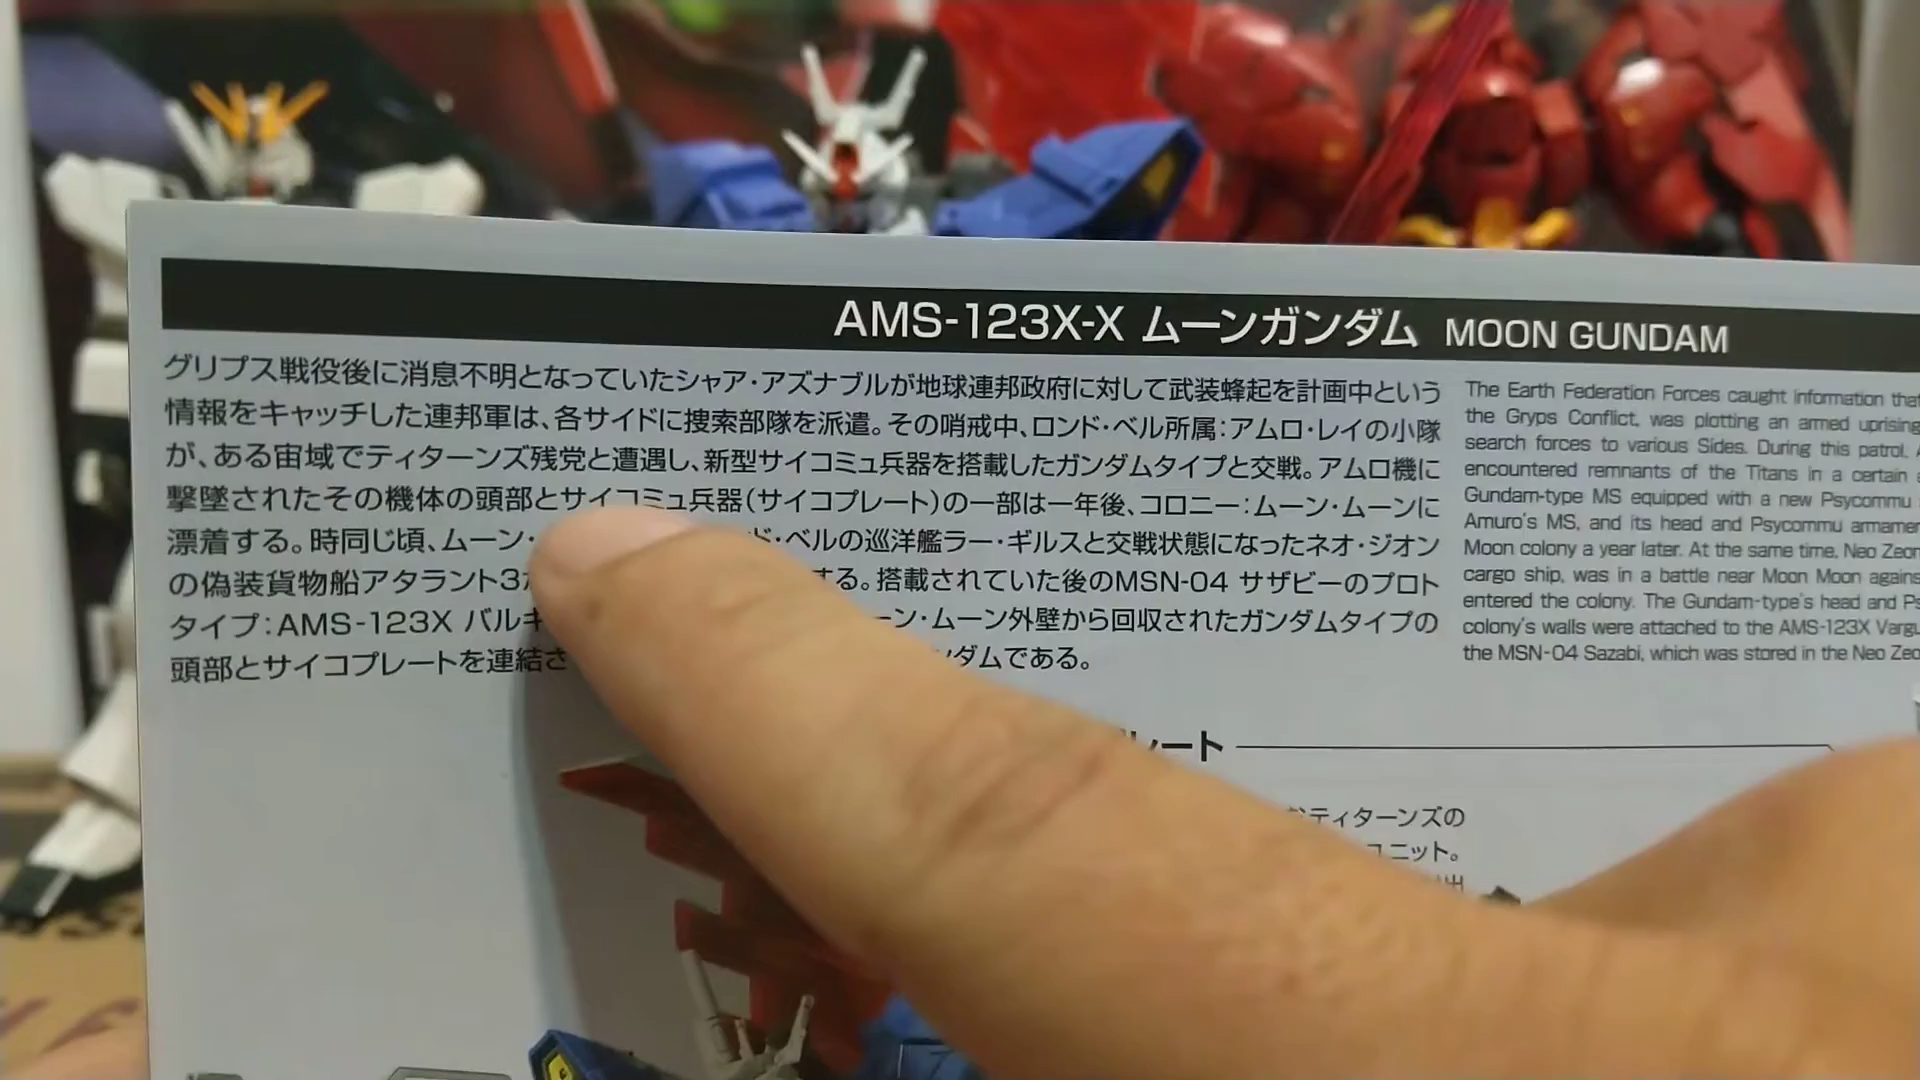 AMS-123X-X ムーンガンダム MOON GUNDAM
グリプス戦役後に消息不明となっていたシャア・アズナブルが地球連邦政府に対して武装蜂起を計画中という
情報をキャッチした連邦軍は、各サイドに捜索部隊を派遣。その哨戒中、ロンド・ベル所属：アムロ・レイの小隊
が、ある宙域でティターンズ残党と遭遇し、新型サイコミュ兵器を搭載したガンダムタイプと交戦。アムロ機に
撃墜されたその機体の頭部とサイコミュ兵器（サイコプレート）の一部は一年後、コロニー：ムーン・ムーンに
漂着する。時同じ頃、ムーン・ ド・ベルの巡洋艦ラー・ギルスと交戦状態になったネオ・ジオン
の偽装貨物船アタラント3 する。搭載されていた後のMSN-04 サザビーのプロト
タイプ：AMS-123X バルキ ーン・ムーン外壁から回収されたガンダムタイプの
頭部とサイコプレートを連結さ ンダムである。
The Earth Federation Forces caught information that
the Gryps Conflict, was plotting an armed uprising
search forces to various Sides. During this patrol,
encountered remnants of the Titans in a certain
Gundam-type MS equipped with a new Psycommu
Amuro's MS, and its head and Psycommu armamen
Moon colony a year later. At the same time, Neo Zeon
cargo ship, was in a battle near Moon Moon agains
entered the colony. The Gundam-type's head and Ps
colony's walls were attached to the AMS-123X Vargu
the MSN-04 Sazabi, which was stored in the Neo Zeo
レート
ティターンズの
ユニット。
出